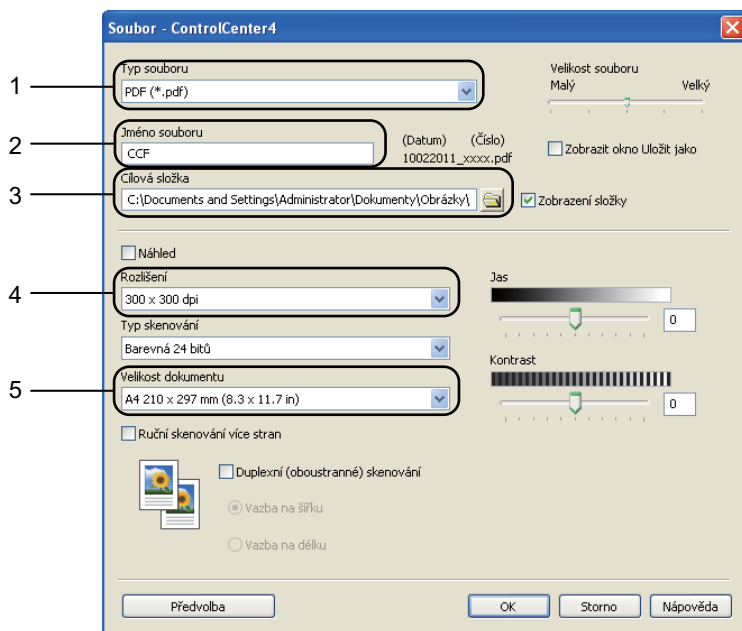 Soubor - ControlCenter4
1
Typ souboru
PDF (*.pdf)
Velikost souboru
Malý Velký
2
Jméno souboru
CCF
(Datum) (Číslo)
10022011_xxxx.pdf
Zobrazit okno Uložit jako
3
Cílová složka
C:\Documents and Settings\Administrator\Dokumenty\Obrázky\
Zobrazení složky
Náhled
4
Rozlišení
300 x 300 dpi
Jas
0
Typ skenování
Barevná 24 bitů
Kontrast
0
5
Velikost dokumentu
A4 210 x 297 mm (8.3 x 11.7 in)
Ruční skenování více stran
Duplexní (oboustranné) skenování
Vazba na šířku
Vazba na délku
Předvolba
OK
Storno
Nápověda